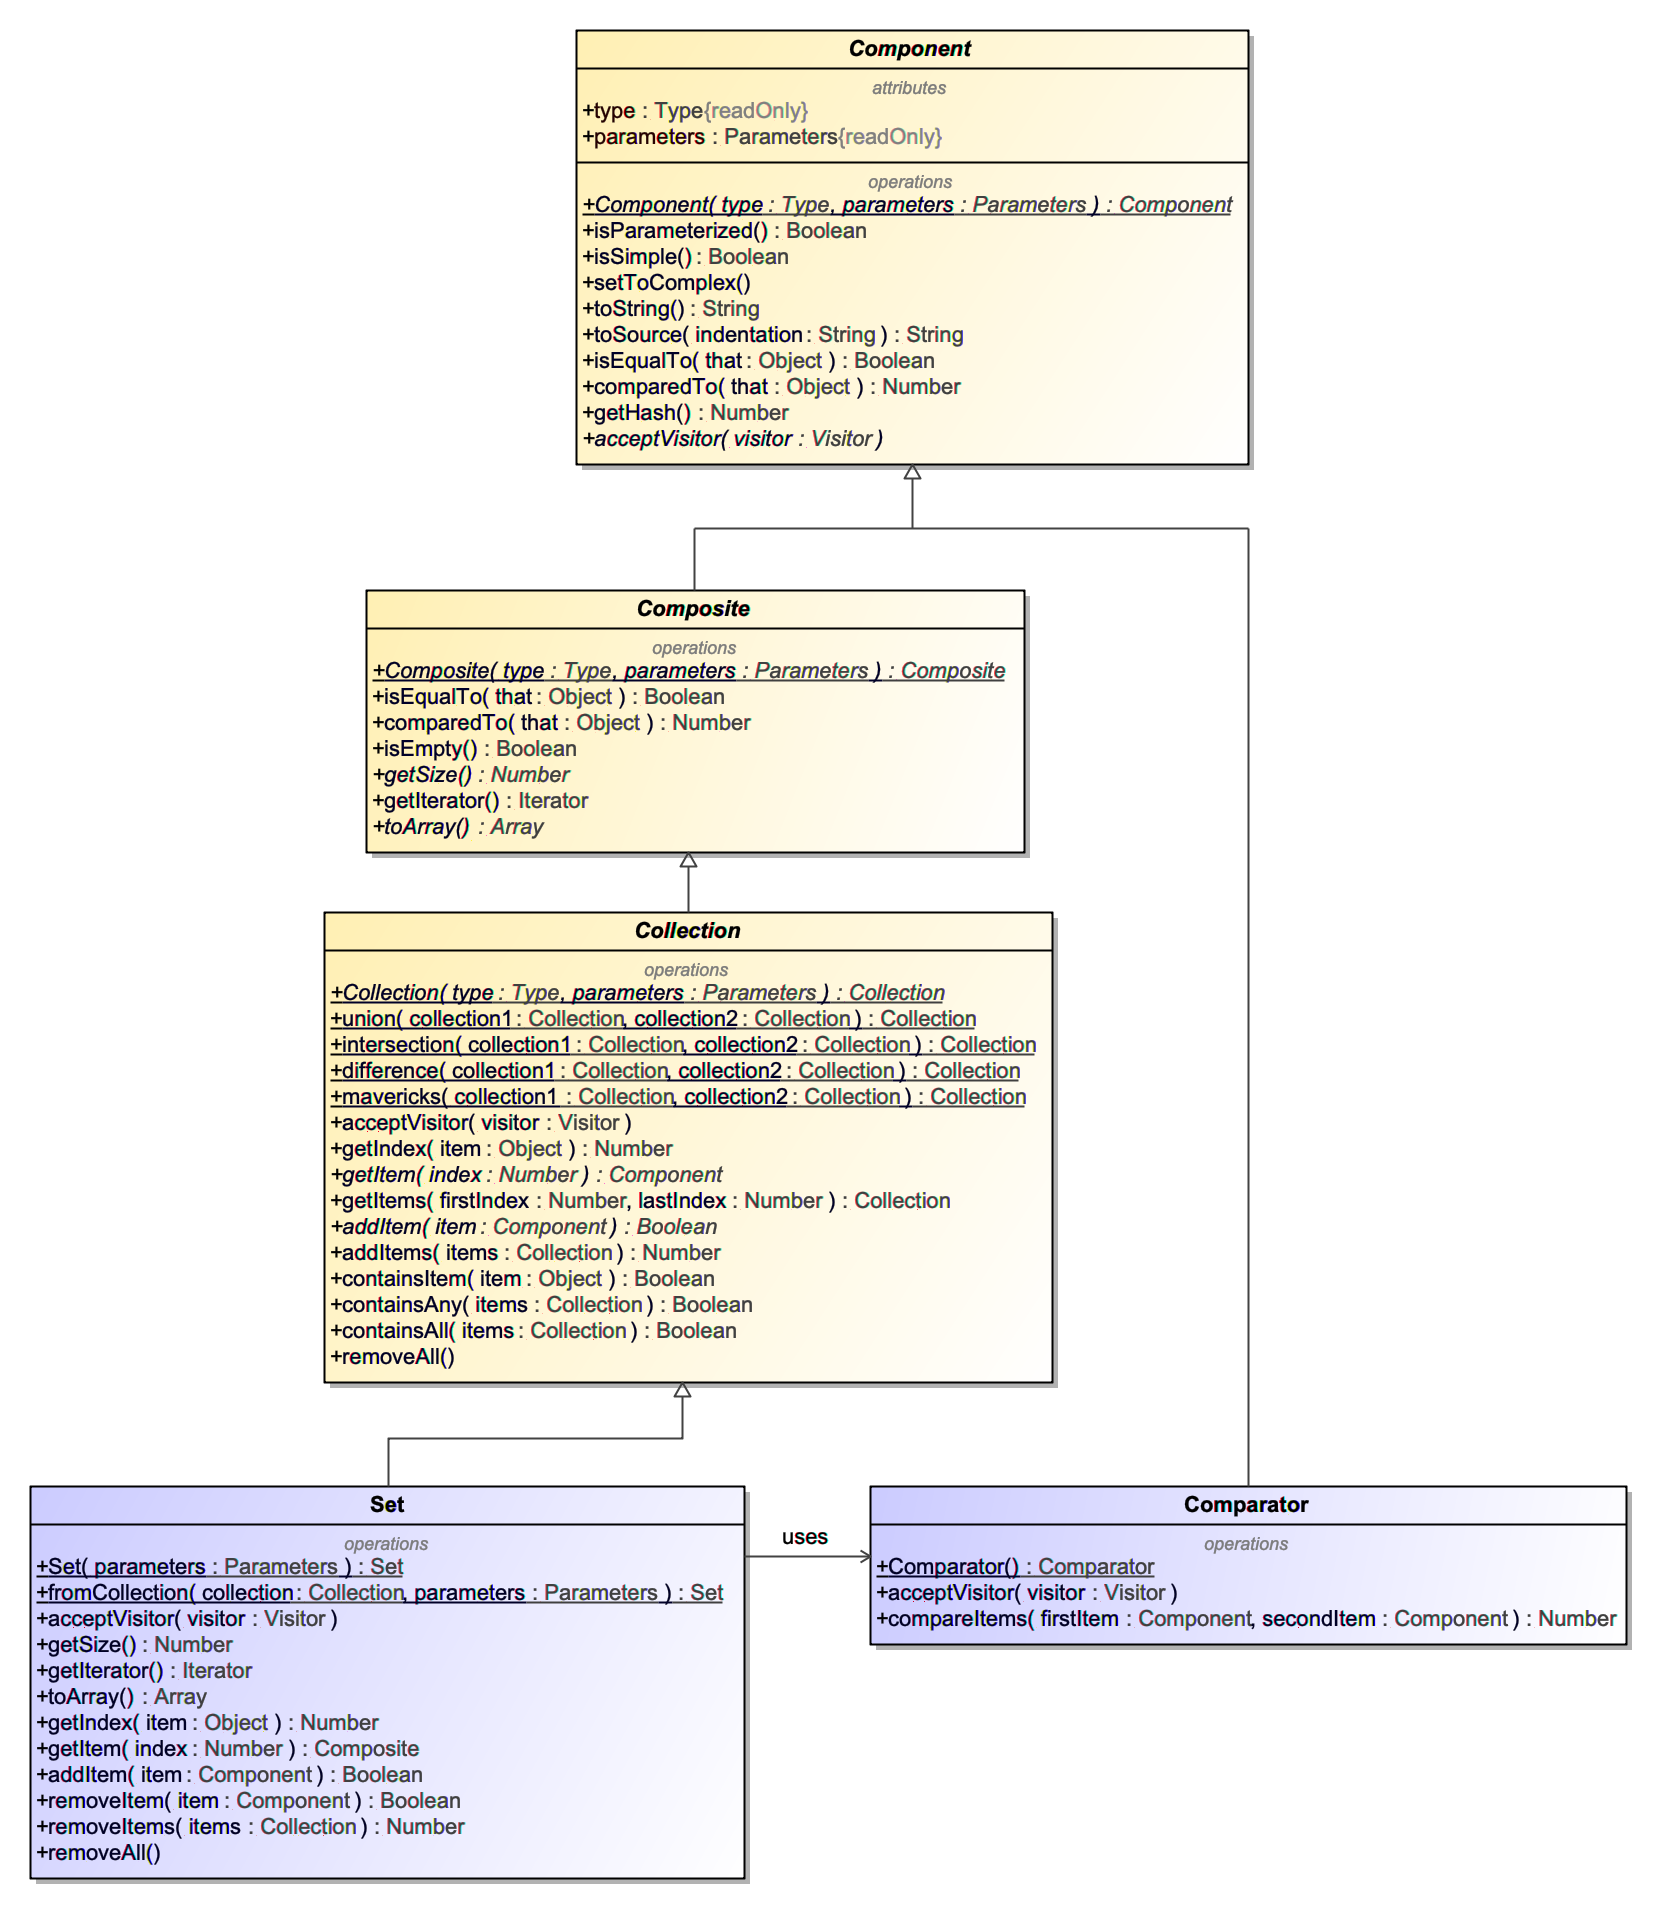 Component
attributes
+type : Type{readOnly}
+parameters : Parameters{readOnly}
operations
+Component( type : Type, parameters : Parameters ) : Component
+isParameterized() : Boolean
+isSimple() : Boolean
+setToComplex()
+toString() : String
+toSource( indentation : String ) : String
+isEqualTo( that : Object ) : Boolean
+comparedTo( that : Object ) : Number
+getHash() : Number
+acceptVisitor( visitor : Visitor )
Composite
operations
+Composite( type : Type, parameters : Parameters ) : Composite
+isEqualTo( that : Object ) : Boolean
+comparedTo( that : Object ) : Number
+isEmpty() : Boolean
+getSize() : Number
+getIterator() : Iterator
+toArray() : Array
Collection
operations
+Collection( type : Type, parameters : Parameters ) : Collection
+union( collection1 : Collection, collection2 : Collection ) : Collection
+intersection( collection1 : Collection, collection2 : Collection ) : Collection
+difference( collection1 : Collection, collection2 : Collection ) : Collection
+mavericks( collection1 : Collection, collection2 : Collection ) : Collection
+acceptVisitor( visitor : Visitor )
+getIndex( item : Object ) : Number
+getItem( index : Number ) : Component
+getItems( firstIndex : Number, lastIndex : Number ) : Collection
+addItem( item : Component ) : Boolean
+addItems( items : Collection ) : Number
+containsItem( item : Object ) : Boolean
+containsAny( items : Collection ) : Boolean
+containsAll( items : Collection ) : Boolean
+removeAll()
Set
operations
+Set( parameters : Parameters ) : Set
+fromCollection( collection : Collection, parameters : Parameters ) : Set
+acceptVisitor( visitor : Visitor )
+getSize() : Number
+getIterator() : Iterator
+toArray() : Array
+getIndex( item : Object ) : Number
+getItem( index : Number ) : Composite
+addItem( item : Component ) : Boolean
+removeItem( item : Component ) : Boolean
+removeItems( items : Collection ) : Number
+removeAll()
uses
Comparator
operations
+Comparator() : Comparator
+acceptVisitor( visitor : Visitor )
+compareItems( firstItem : Component, secondItem : Component ) : Number